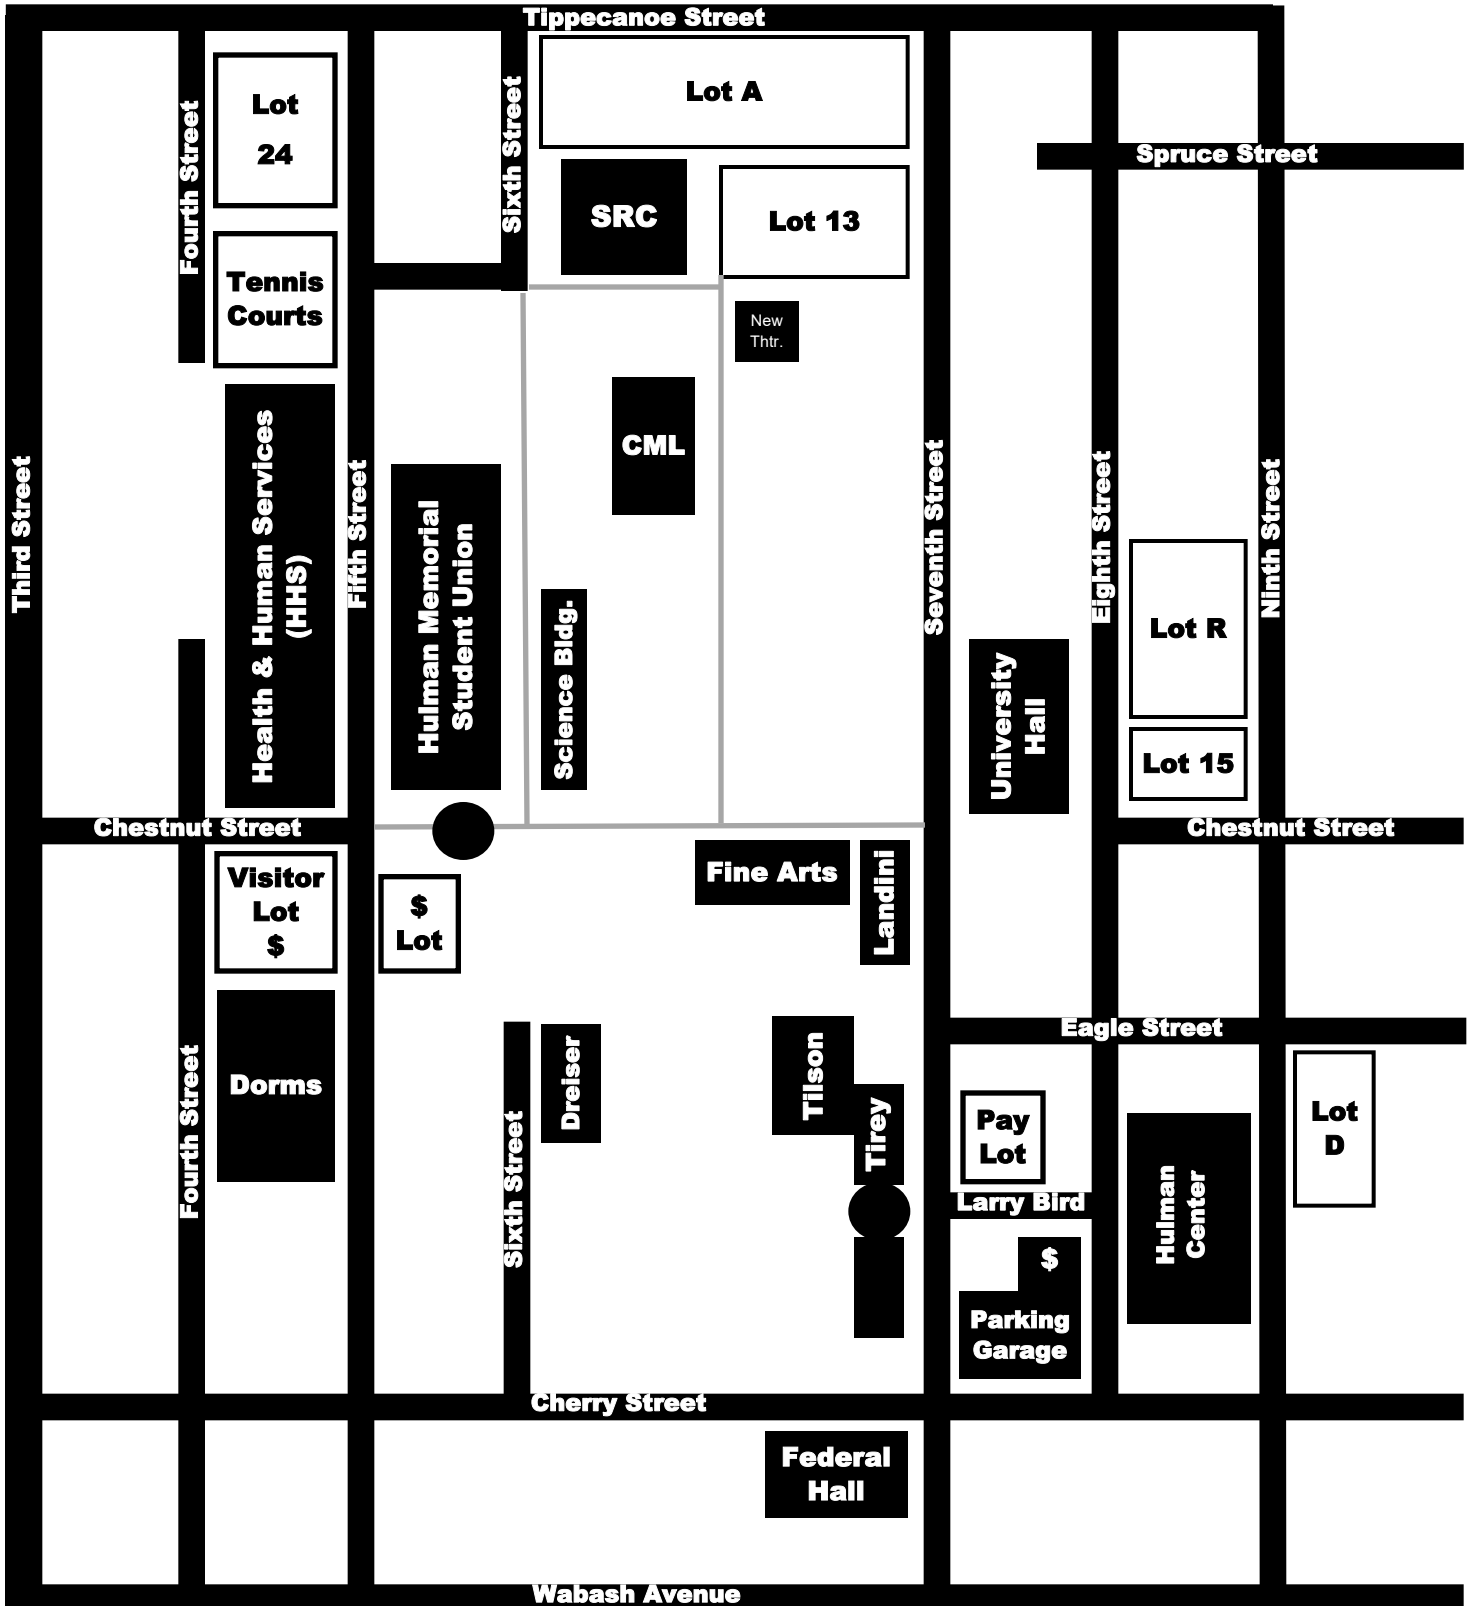 Tippecanoe Street
Lot
24
Fourth Street
Sixth Street
Lot A
Spruce Street
SRC
Lot 13
Tennis
Courts
New
Thtr.
CML
Third Street
Health & Human Services
(HHS)
Fifth Street
Hulman Memorial
Student Union
Science Bldg.
Seventh Street
University
Hall
Eighth Street
Lot R
Ninth Street
Lot 15
Chestnut Street
Chestnut Street
Visitor
Lot
$
$
Lot
Fine Arts
Landini
Eagle Street
Dorms
Fourth Street
Sixth Street
Dreiser
Tilson
Tirey
Pay
Lot
Lot
D
Larry Bird
Hulman
Center
$
Parking
Garage
Cherry Street
Federal
Hall
Wabash Avenue